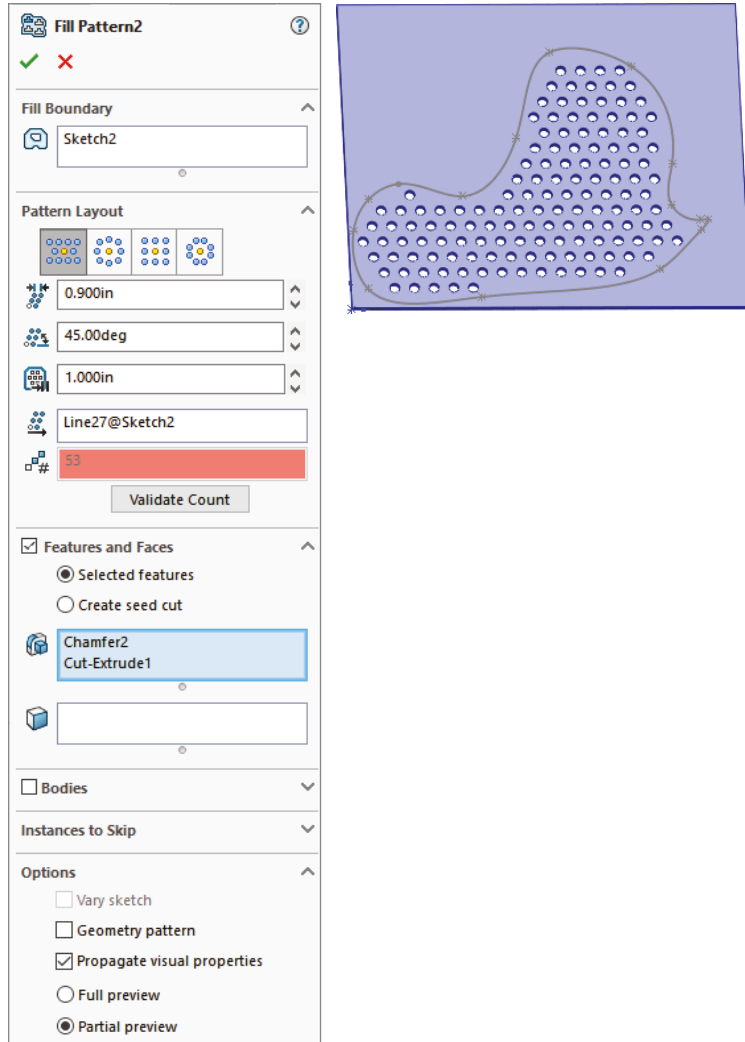 Fill Pattern2
Fill Boundary
Sketch2
Pattern Layout
0.900in
45.00deg
1.000in
Line27@Sketch2
53
Validate Count
Features and Faces
Selected features
Create seed cut
Chamfer2
Cut-Extrude1
Bodies
Instances to Skip
Options
Vary sketch
Geometry pattern
Propagate visual properties
Full preview
Partial preview